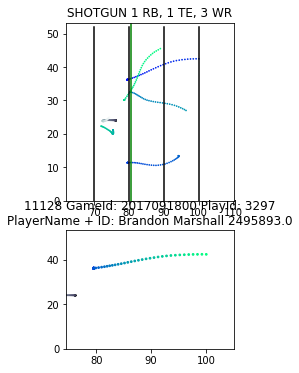 SHOTGUN 1 RB, 1 TE, 3 WR
50
40
30
20
10
0
70 80 90 100 110
11128 GameId: 2017091800 PlayId: 3297
PlayerName + ID: Brandon Marshall 2495893.0
40
20
0
80 90 100